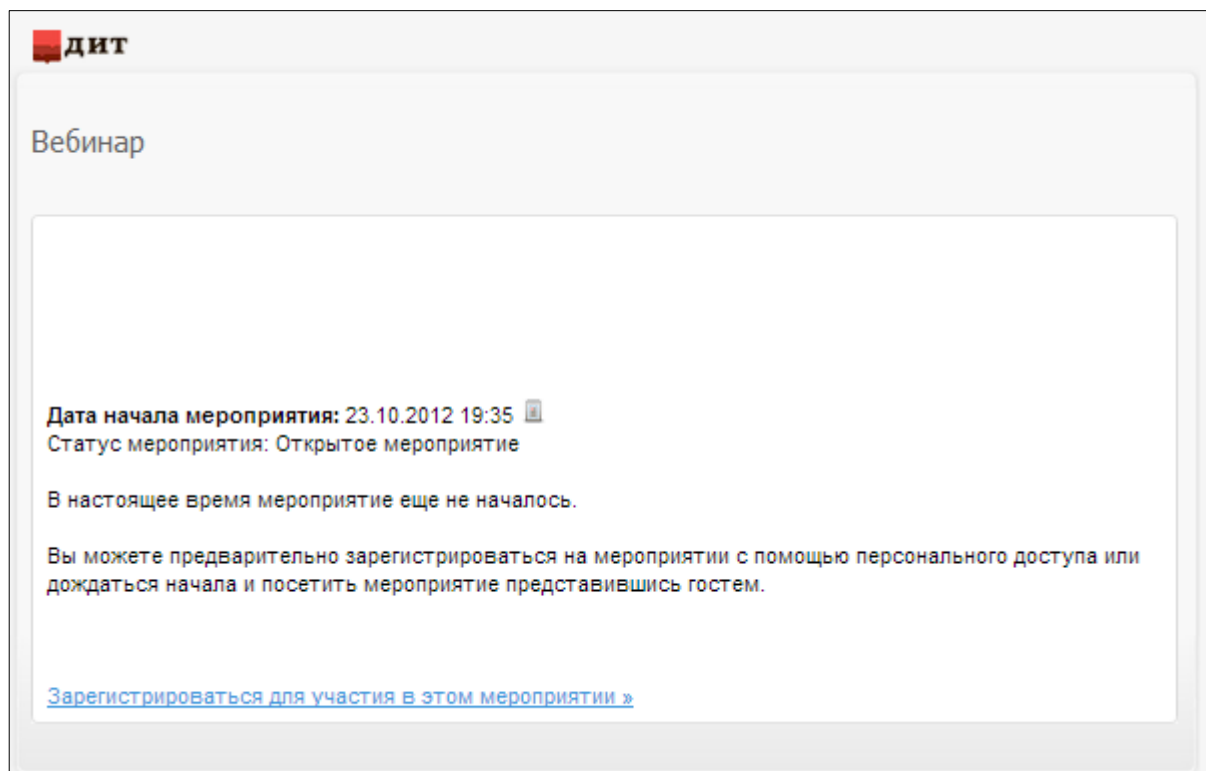 дит
Вебинар
Дата начала мероприятия: 23.10.2012 19:35
Статус мероприятия: Открытое мероприятие
В настоящее время мероприятие еще не началось.
Вы можете предварительно зарегистрироваться на мероприятии с помощью персонального доступа или
дождаться начала и посетить мероприятие представившись гостем.
Зарегистрироваться для участия в этом мероприятии »